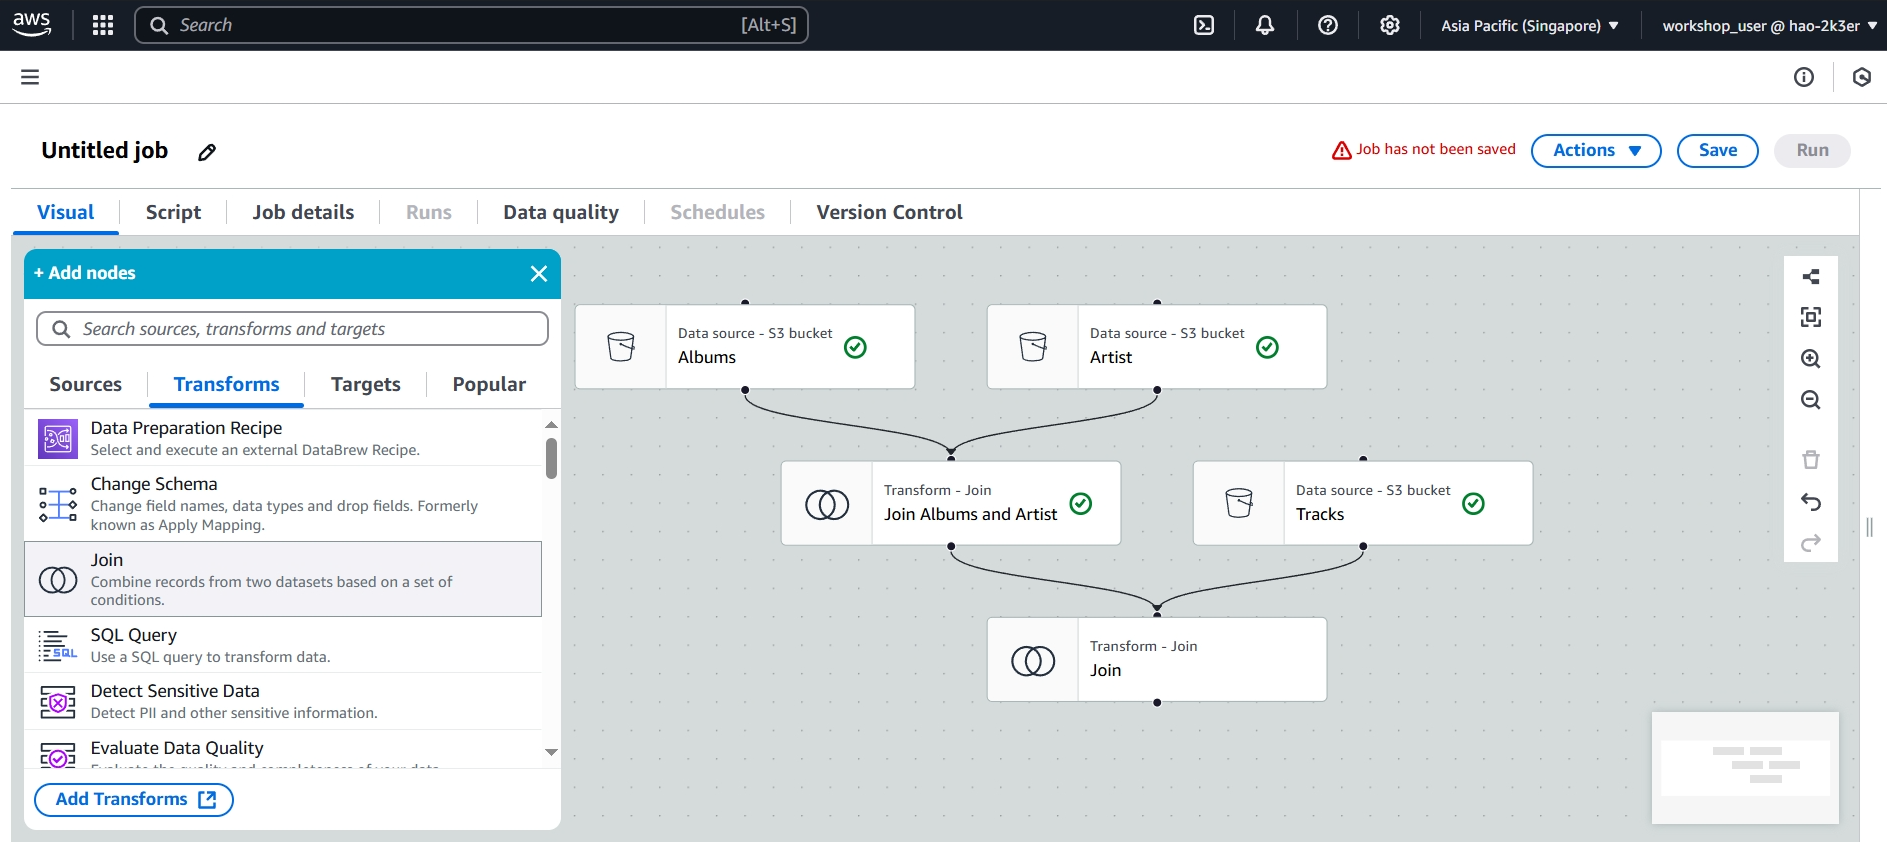 aws
Search
[Alt+S]
Asia Pacific (Singapore) ▼
workshop_user @ hao-2k3er ▼
Untitled job
Job has not been saved
Actions ▼
Save
Run
Visual
Script
Job details
Runs
Data quality
Schedules
Version Control
+ Add nodes
Search sources, transforms and targets
Sources
Transforms
Targets
Popular
Data Preparation Recipe
Select and execute an external DataBrew Recipe.
Change Schema
Change field names, data types and drop fields. Formerly
known as Apply Mapping.
Join
Combine records from two datasets based on a set of
conditions.
SQL Query
SQL
Use a SQL query to transform data.
Detect Sensitive Data
Detect PII and other sensitive information.
Evaluate Data Quality
Add Transforms
Data source - S3 bucket
Albums
Data source - S3 bucket
Artist
Transform - Join
Join Albums and Artist
Data source - S3 bucket
Tracks
Transform - Join
Join